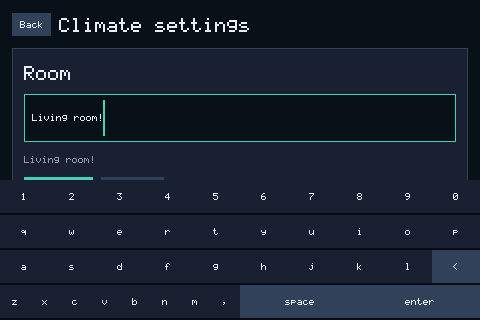 Back Climate settings
Room
Living room!
Living room!
1 2 3 4 5 6 7 8 9 0
q w e r t y u i o p
a s d f g h j k l <
z x c v b n m , space enter